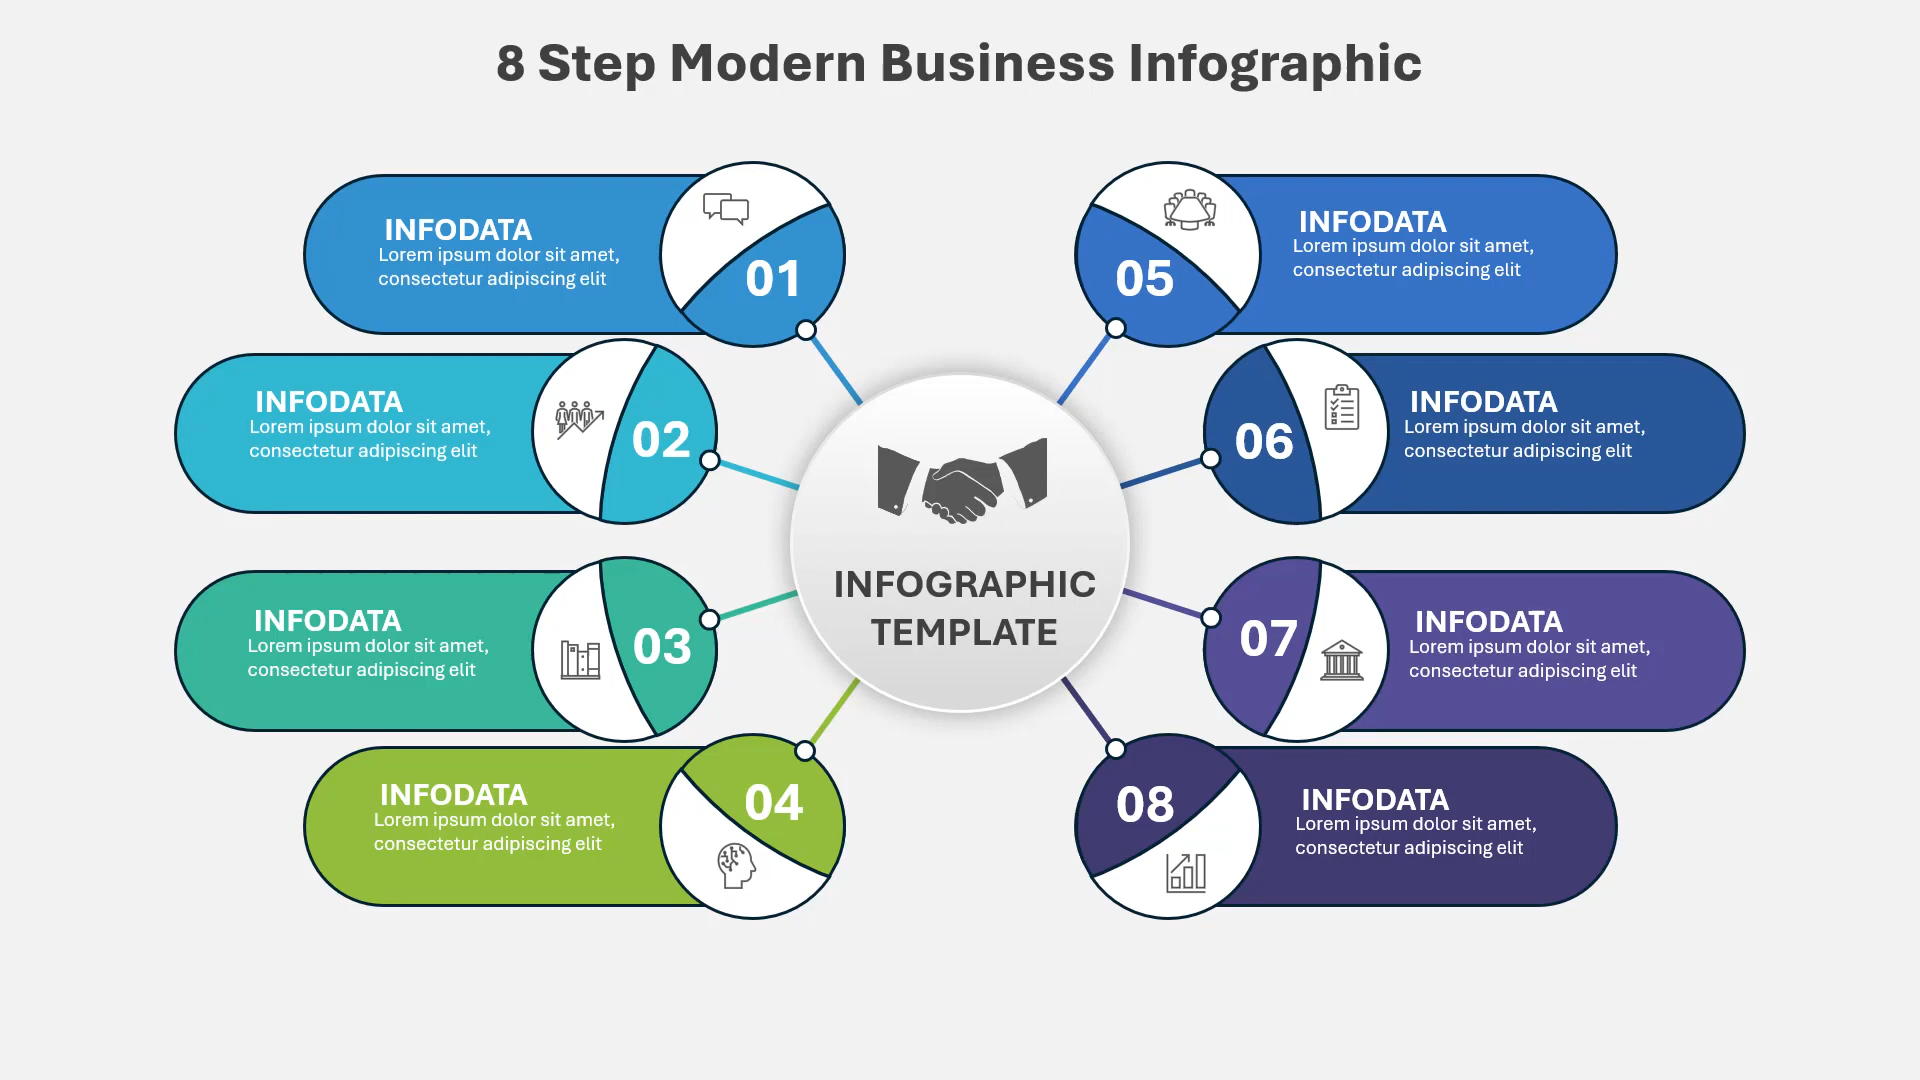 8 Step Modern Business Infographic
INFODATA
Lorem ipsum dolor sit amet,
consectetur adipiscing elit
01
INFODATA
Lorem ipsum dolor sit amet,
consectetur adipiscing elit
02
INFODATA
Lorem ipsum dolor sit amet,
consectetur adipiscing elit
03
INFODATA
Lorem ipsum dolor sit amet,
consectetur adipiscing elit
04
INFOGRAPHIC
TEMPLATE
05
INFODATA
Lorem ipsum dolor sit amet,
consectetur adipiscing elit
06
INFODATA
Lorem ipsum dolor sit amet,
consectetur adipiscing elit
07
INFODATA
Lorem ipsum dolor sit amet,
consectetur adipiscing elit
08
INFODATA
Lorem ipsum dolor sit amet,
consectetur adipiscing elit